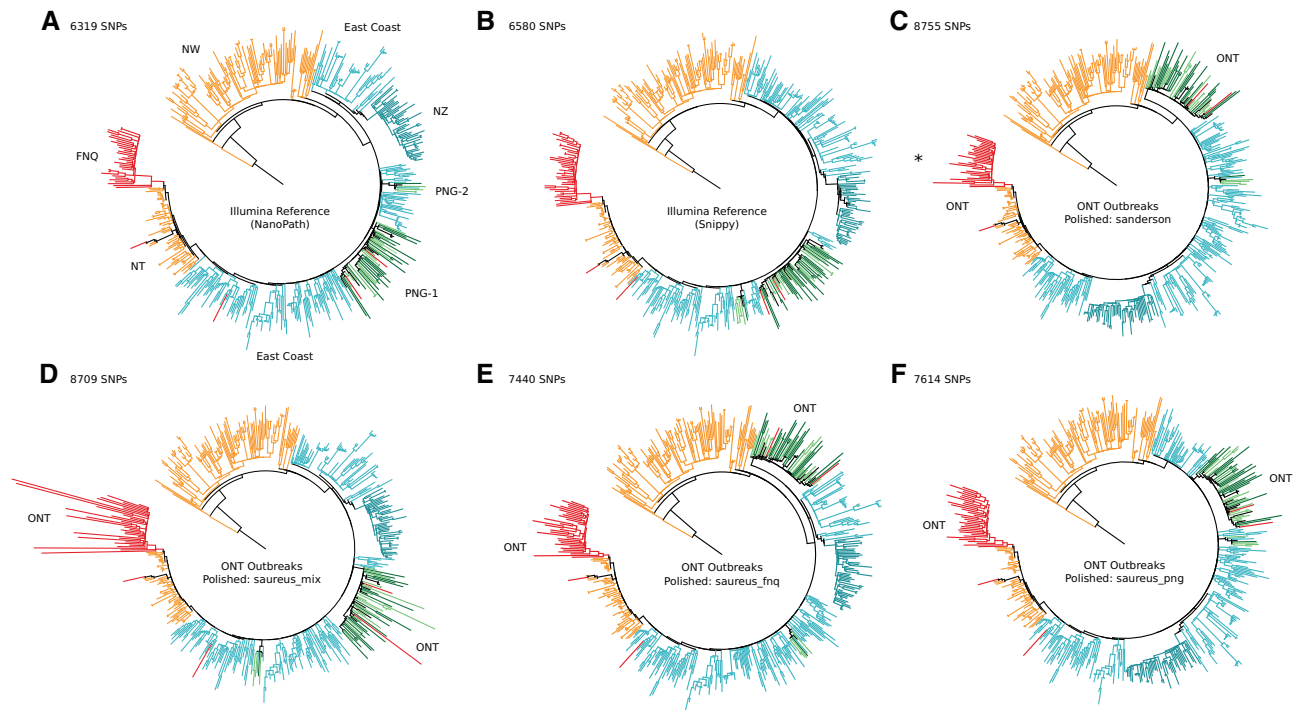 A 6319 SNPs
East Coast
NW
NZ
FNQ
PNG-2
Illumina Reference
(NanoPath)
NT
PNG-1
East Coast
B 6580 SNPs
Illumina Reference
(Snippy)
C 8755 SNPs
ONT
*
ONT
ONT Outbreaks
Polished: sanderson
D 8709 SNPs
ONT
ONT Outbreaks
Polished: saureus_mix
ONT
E 7440 SNPs
ONT
ONT
ONT Outbreaks
Polished: saureus_fnq
F 7614 SNPs
ONT
ONT
ONT Outbreaks
Polished: saureus_png